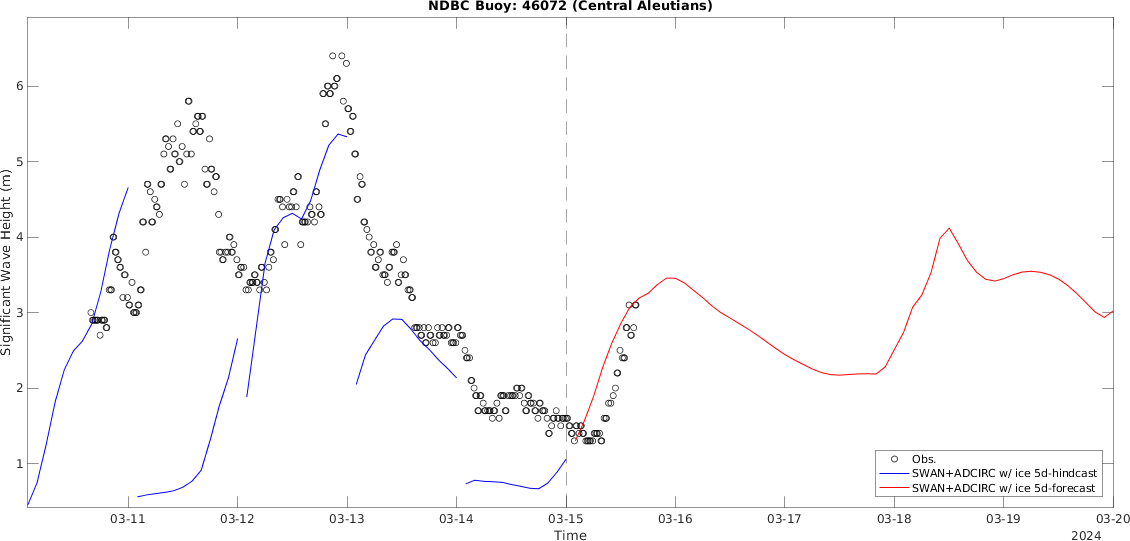 NDBC Buoy: 46072 (Central Aleutians)
Significant Wave Height (m)
6
5
4
3
2
1
Obs.
SWAN+ADCIRC w/ ice 5d-hindcast
SWAN+ADCIRC w/ ice 5d-forecast
03-11 03-12 03-13 03-14 03-15 03-16 03-17 03-18 03-19 03-20
Time
2024